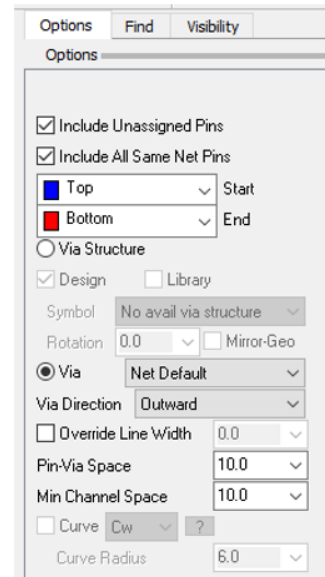 Options Find Visibility
Options
Include Unassigned Pins
Include All Same Net Pins
Top Start
Bottom End
Via Structure
Design Library
Symbol No avail via structure
Rotation 0.0 Mirror-Geo
Via Net Default
Via Direction Outward
Override Line Width 0.0
Pin-Via Space 10.0
Min Channel Space 10.0
Curve Cw ?
Curve Radius 6.0